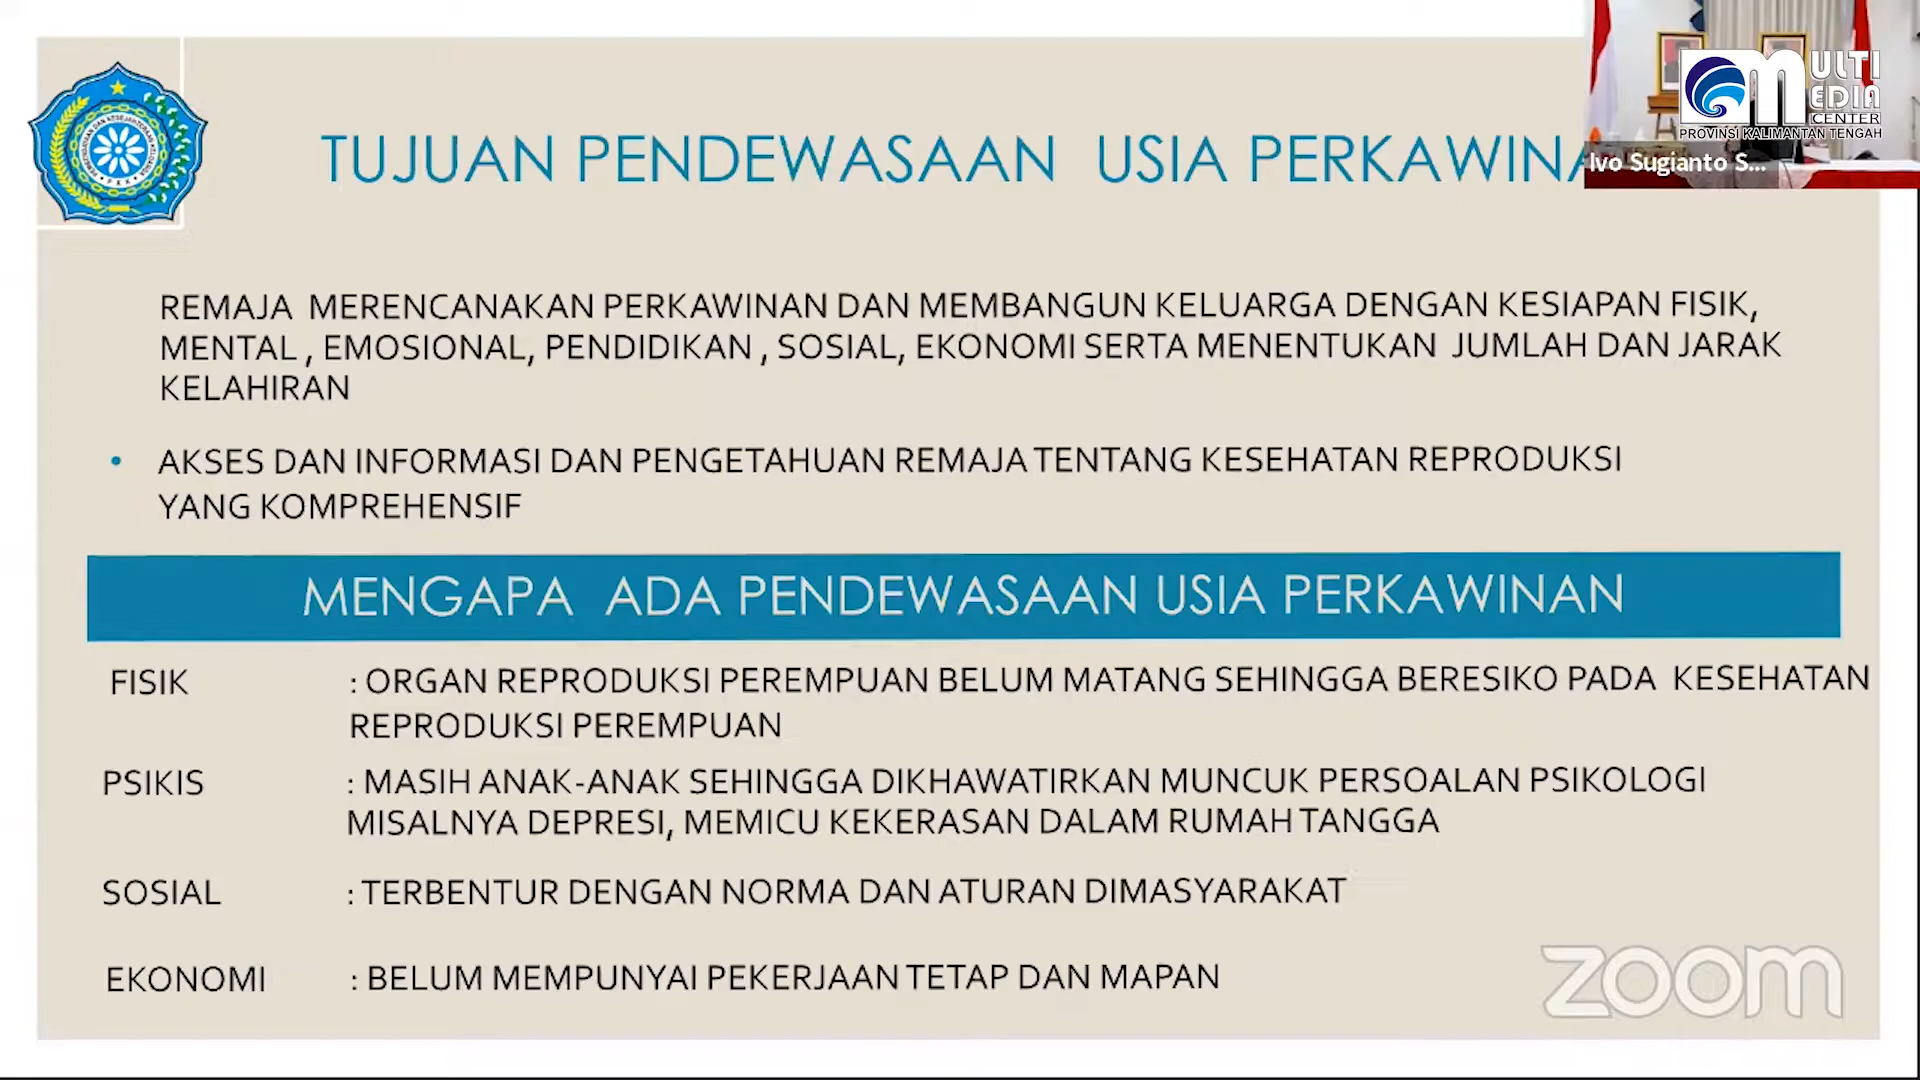 TUJUAN PENDEWASAAN USIA PERKAWINA
ULTI
EDIA
CENTER
PROVINSI KALIMANTAN TENGAH
Ivo Sugianto S...
REMAJA MERENCANAKAN PERKAWINAN DAN MEMBANGUN KELUARGA DENGAN KESIAPAN FISIK,
MENTAL , EMOSIONAL, PENDIDIKAN , SOSIAL, EKONOMI SERTA MENENTUKAN JUMLAH DAN JARAK
KELAHIRAN
• AKSES DAN INFORMASI DAN PENGETAHUAN REMAJA TENTANG KESEHATAN REPRODUKSI
YANG KOMPREHENSIF
MENGAPA ADA PENDEWASAAN USIA PERKAWINAN
FISIK : ORGAN REPRODUKSI PEREMPUAN BELUM MATANG SEHINGGA BERESIKO PADA KESEHATAN
REPRODUKSI PEREMPUAN
PSIKIS : MASIH ANAK-ANAK SEHINGGA DIKHAWATIRKAN MUNCUK PERSOALAN PSIKOLOGI
MISALNYA DEPRESI, MEMICU KEKERASAN DALAM RUMAH TANGGA
SOSIAL : TERBENTUR DENGAN NORMA DAN ATURAN DIMASYARAKAT
EKONOMI : BELUM MEMPUNYAI PEKERJAAN TETAP DAN MAPAN
zoom